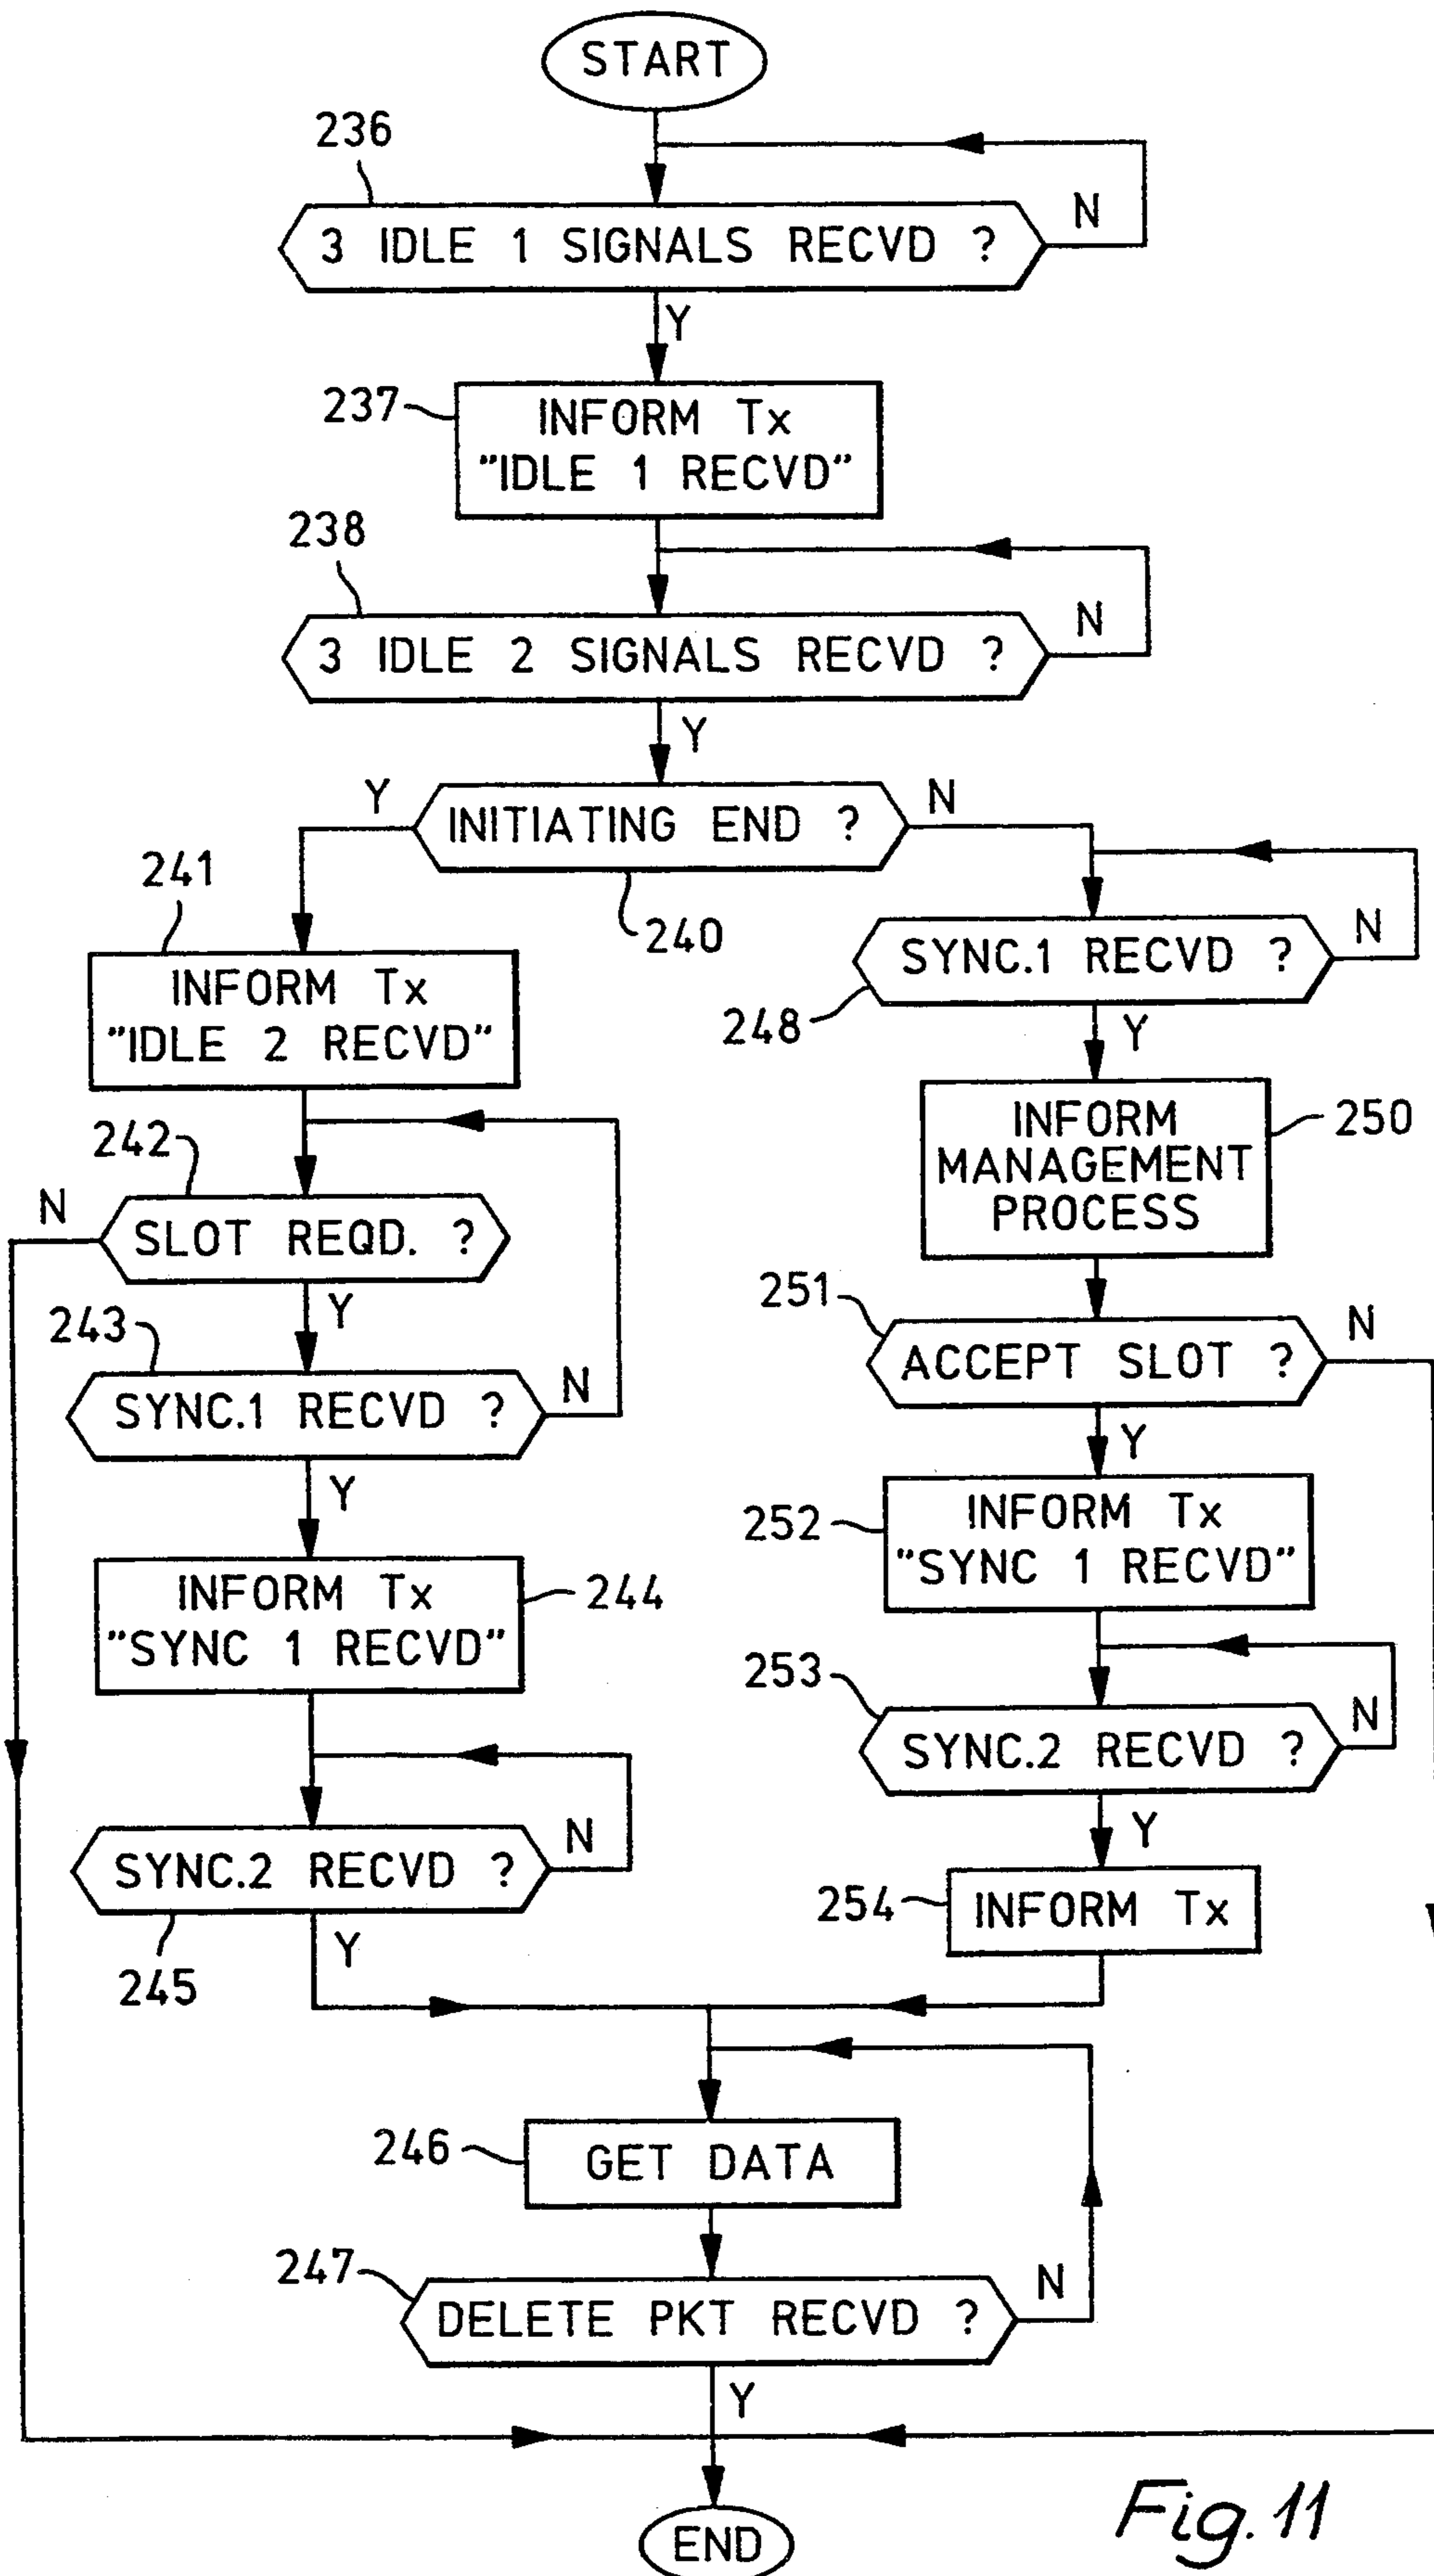 START
236
3 IDLE 1 SIGNALS RECVD ?
N
Y
237
INFORM Tx
"IDLE 1 RECVD"
238
3 IDLE 2 SIGNALS RECVD ?
N
Y
Y
INITIATING END ?
N
240
241
INFORM Tx
"IDLE 2 RECVD"
242
N
SLOT REQD. ?
Y
243
SYNC.1 RECVD ?
N
Y
INFORM Tx
"SYNC 1 RECVD"
244
SYNC.2 RECVD ?
N
245
Y
SYNC.1 RECVD ?
N
248
Y
INFORM
MANAGEMENT
PROCESS
250
251
ACCEPT SLOT ?
N
Y
252
INFORM Tx
"SYNC 1 RECVD"
253
SYNC.2 RECVD ?
N
Y
254
INFORM Tx
246
GET DATA
247
DELETE PKT RECVD ?
N
Y
END
Fig.11